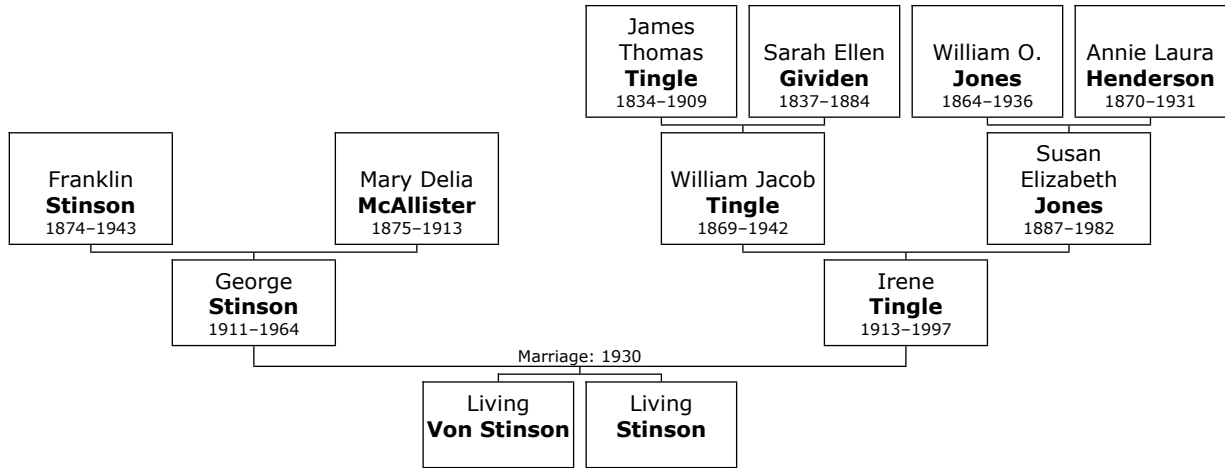 James
Thomas
Tingle
1834–1909
Sarah Ellen
Gividen
1837–1884
William O.
Jones
1864–1936
Annie Laura
Henderson
1870–1931
Franklin
Stinson
1874–1943
Mary Delia
McAllister
1875–1913
William Jacob
Tingle
1869–1942
Susan
Elizabeth
Jones
1887–1982
George
Stinson
1911–1964
Irene
Tingle
1913–1997
Marriage: 1930
Living
Von Stinson
Living
Stinson